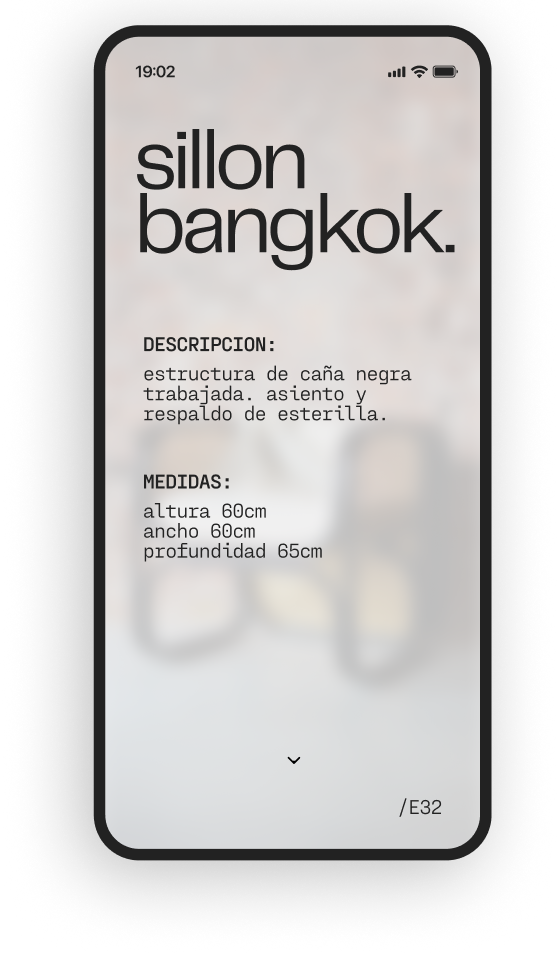 19:02
sillon
bangkok.
DESCRIPCION:
estructura de caña negra
trabajada. asiento y
respaldo de esterilla.
MEDIDAS:
altura 60cm
ancho 60cm
profundidad 65cm
/E32